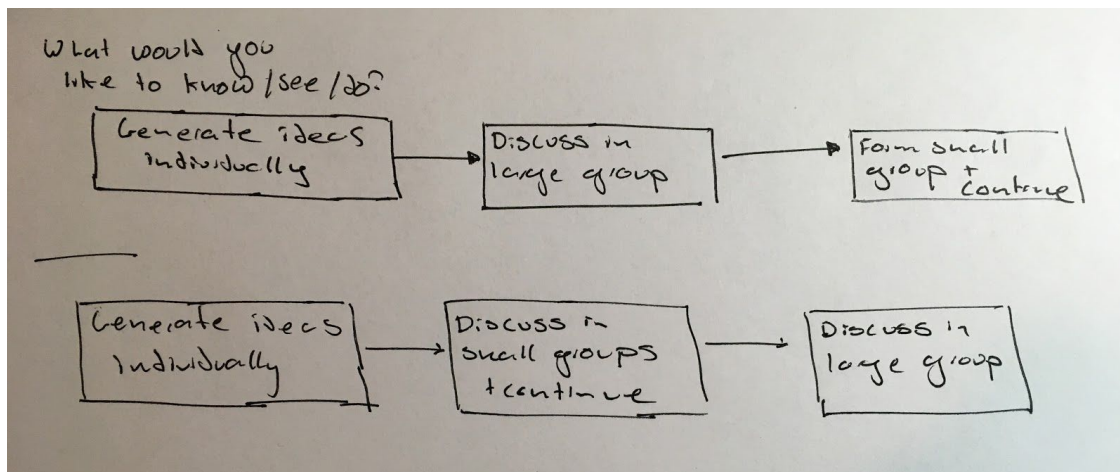 What would you
like to know/see/do?
Generate ideas
individually
Discuss in
large group
Form small
group + continue
Generate ideas
individually
Discuss in
small groups
+ continue
Discuss in
large group